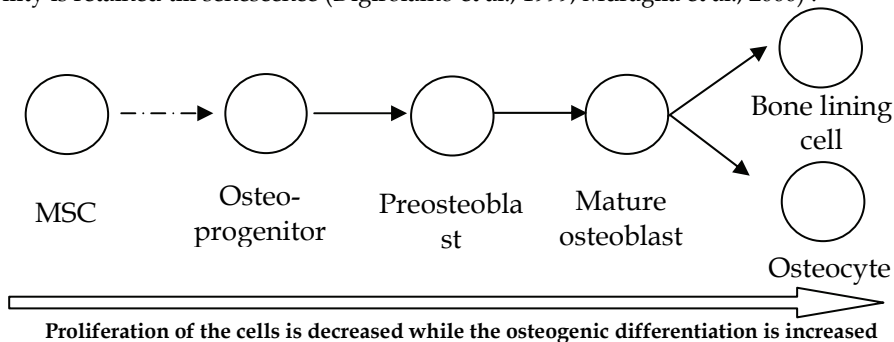 MSC
Osteo-
progenitor
Preosteobla
st
Mature
osteoblast
Bone lining
cell
Osteocyte
Proliferation of the cells is decreased while the osteogenic differentiation is increased